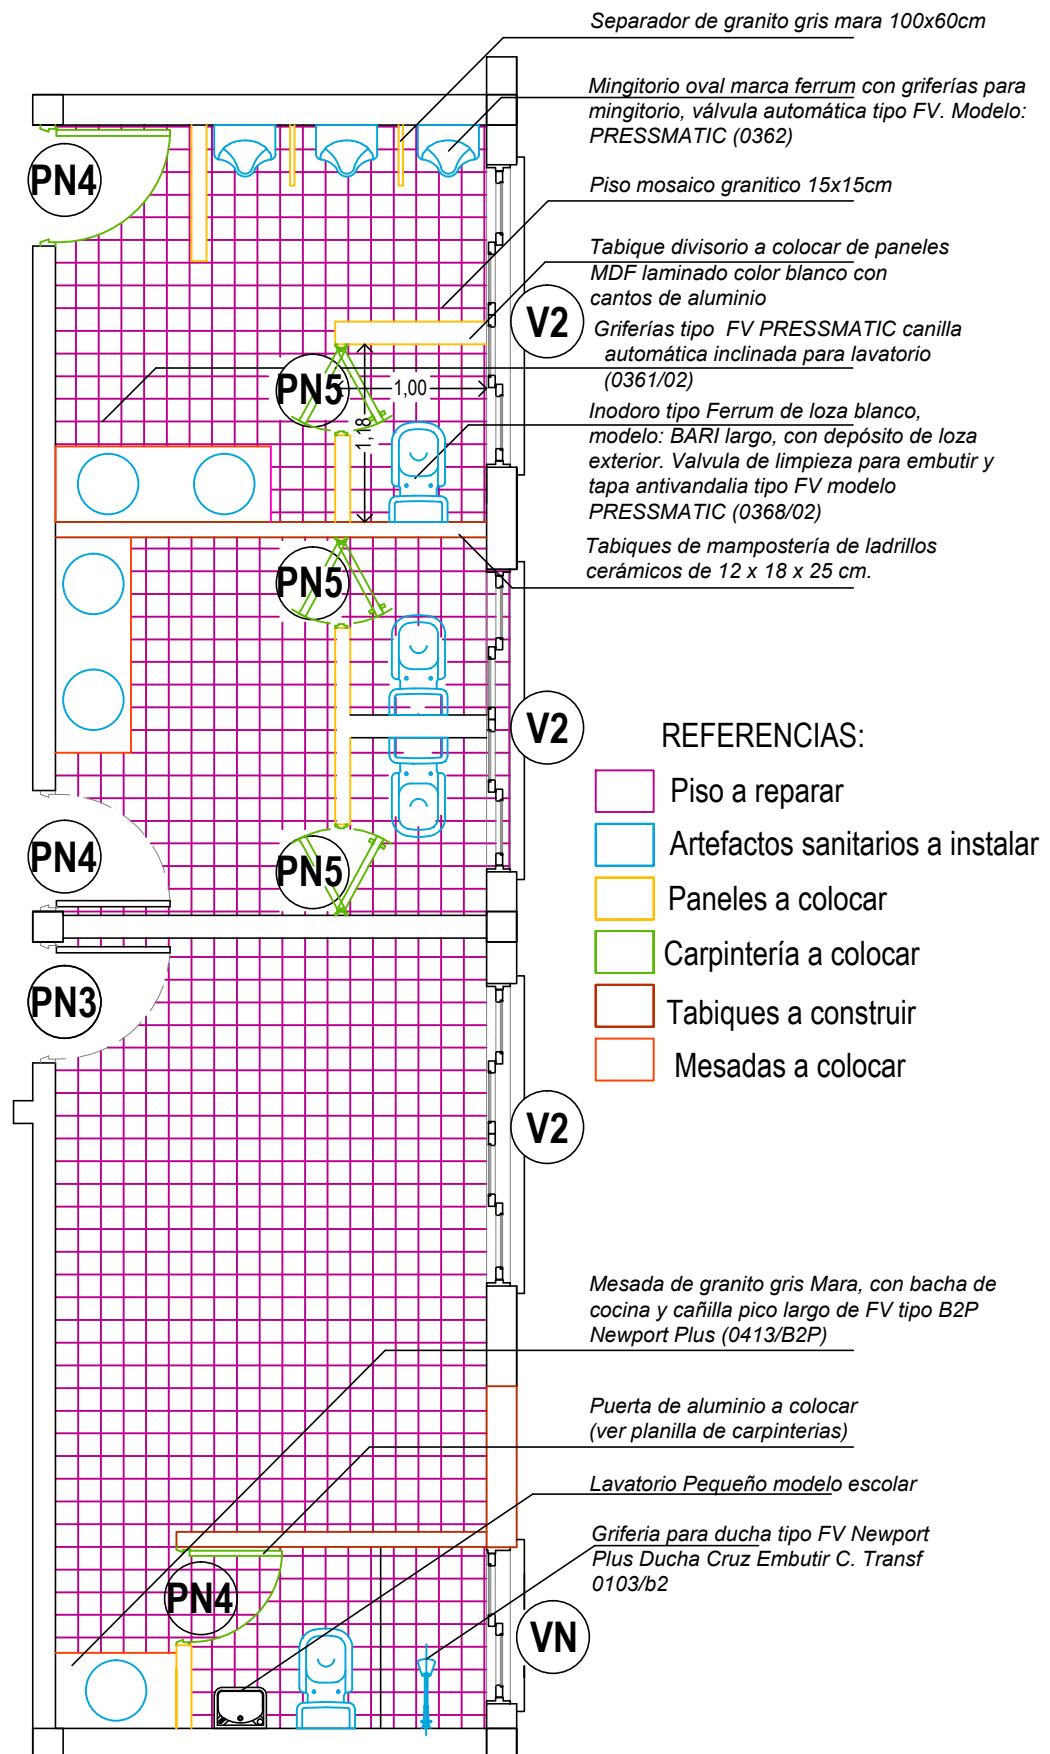 Separador de granito gris mara 100x60cm
Mingitorio oval marca ferrum con griferías para
mingitorio, válvula automática tipo FV. Modelo:
PRESSMATIC (0362)
PN4
Piso mosaico granitico 15x15cm
Tabique divisorio a colocar de paneles
MDF laminado color blanco con
cantos de aluminio
V2
Griferías tipo FV PRESSMATIC canilla
automática inclinada para lavatorio
(0361/02)
PN5
1,00
1,18
Inodoro tipo Ferrum de loza blanco,
modelo: BARI largo, con depósito de loza
exterior. Valvula de limpieza para embutir y
tapa antivandalia tipo FV modelo
PRESSMATIC (0368/02)
Tabiques de mampostería de ladrillos
cerámicos de 12 x 18 x 25 cm.
PN5
V2
REFERENCIAS:
Piso a reparar
Artefactos sanitarios a instalar
Paneles a colocar
Carpintería a colocar
Tabiques a construir
Mesadas a colocar
PN4
PN5
PN3
V2
Mesada de granito gris Mara, con bacha de
cocina y cañilla pico largo de FV tipo B2P
Newport Plus (0413/B2P)
Puerta de aluminio a colocar
(ver planilla de carpinterias)
Lavatorio Pequeño modelo escolar
Griferia para ducha tipo FV Newport
Plus Ducha Cruz Embutir C. Transf
0103/b2
PN4
VN